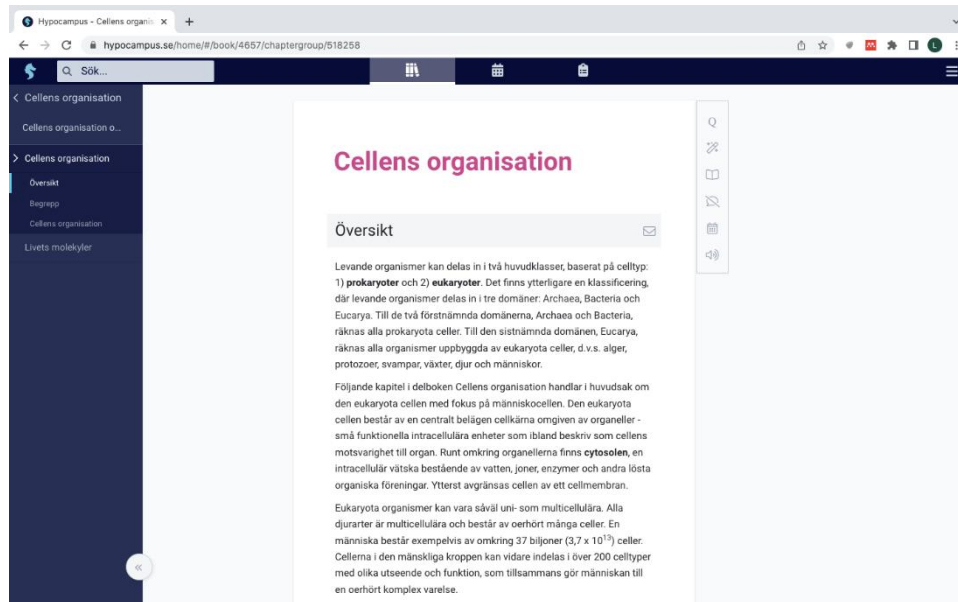 Hypocampus - Cellens organis
hypocampus.se/home/#/book/4657/chaptergroup/518258
L
Sök...
Cellens organisation
Cellens organisation o...
Cellens organisation
Översikt
Begrepp
Cellens organisation
Livets molekyler
Cellens organisation
Översikt
Q
Levande organismer kan delas in i två huvudklasser, baserat på celltyp:
1) prokaryoter och 2) eukaryoter. Det finns ytterligare en klassificering,
där levande organismer delas in i tre domäner: Archaea, Bacteria och
Eucarya. Till de två förstnämnda domänerna, Archaea och Bacteria,
räknas alla prokaryota celler. Till den sistnämnda domänen, Eucarya,
räknas alla organismer uppbyggda av eukaryota celler, d.v.s. alger,
protozoer, svampar, växter, djur och människor.
Följande kapitel i delboken Cellens organisation handlar i huvudsak om
den eukaryota cellen med fokus på människocellen. Den eukaryota
cellen består av en centralt belägen cellkärna omgiven av organeller -
små funktionella intracellulära enheter som ibland beskriv som cellens
motsvarighet till organ. Runt omkring organellerna finns cytosolen, en
intracellulär vätska bestående av vatten, joner, enzymer och andra lösta
organiska föreningar. Ytterst avgränsas cellen av ett cellmembran.
Eukaryota organismer kan vara såväl uni- som multicellulära. Alla
djurarter är multicellulära och består av oerhört många celler. En
människa består exempelvis av omkring 37 biljoner (3,7 x 10¹³) celler.
Cellerna i den mänskliga kroppen kan vidare indelas i över 200 celltyper
med olika utseende och funktion, som tillsammans gör människan till
en oerhört komplex varelse.